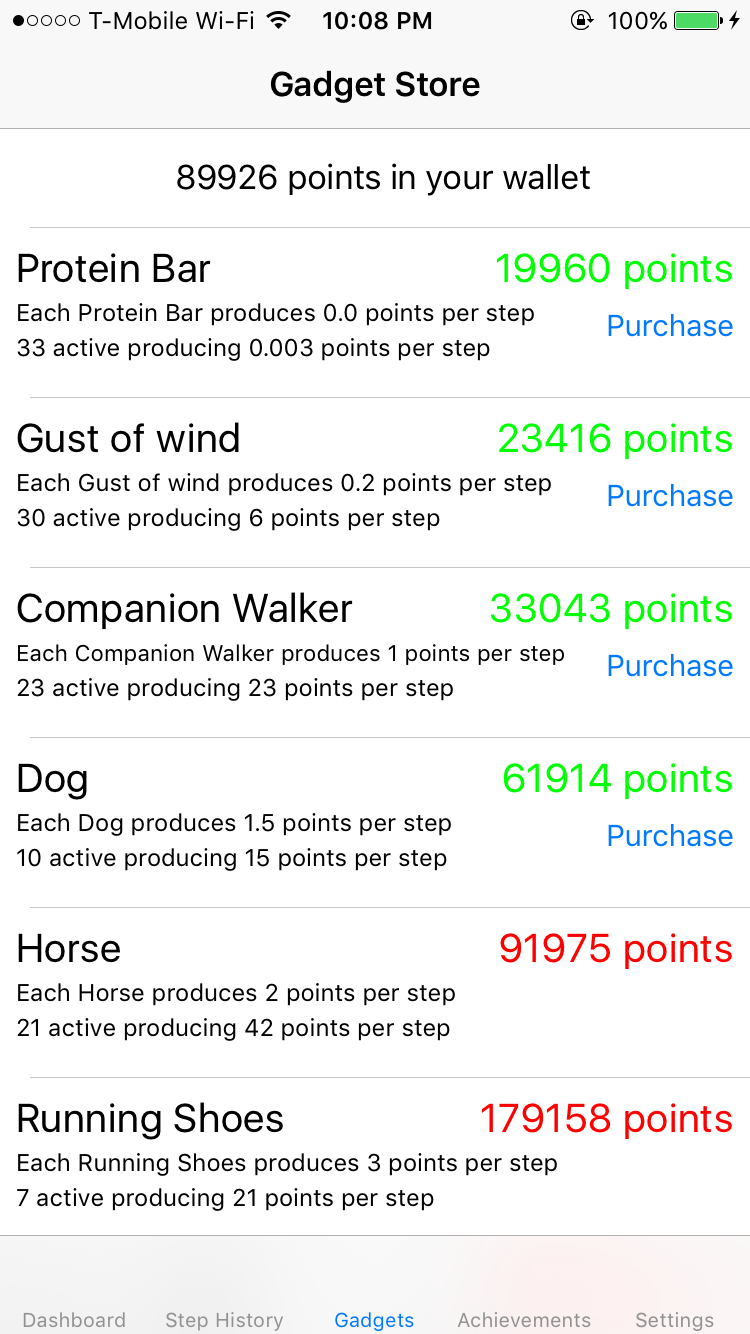 T-Mobile Wi-Fi 10:08 PM 100%
Gadget Store
89926 points in your wallet
Protein Bar 19960 points
Each Protein Bar produces 0.0 points per step
Purchase
33 active producing 0.003 points per step
Gust of wind 23416 points
Each Gust of wind produces 0.2 points per step
Purchase
30 active producing 6 points per step
Companion Walker 33043 points
Each Companion Walker produces 1 points per step
Purchase
23 active producing 23 points per step
Dog 61914 points
Each Dog produces 1.5 points per step
Purchase
10 active producing 15 points per step
Horse 91975 points
Each Horse produces 2 points per step
21 active producing 42 points per step
Running Shoes 179158 points
Each Running Shoes produces 3 points per step
7 active producing 21 points per step
Dashboard Step History Gadgets Achievements Settings